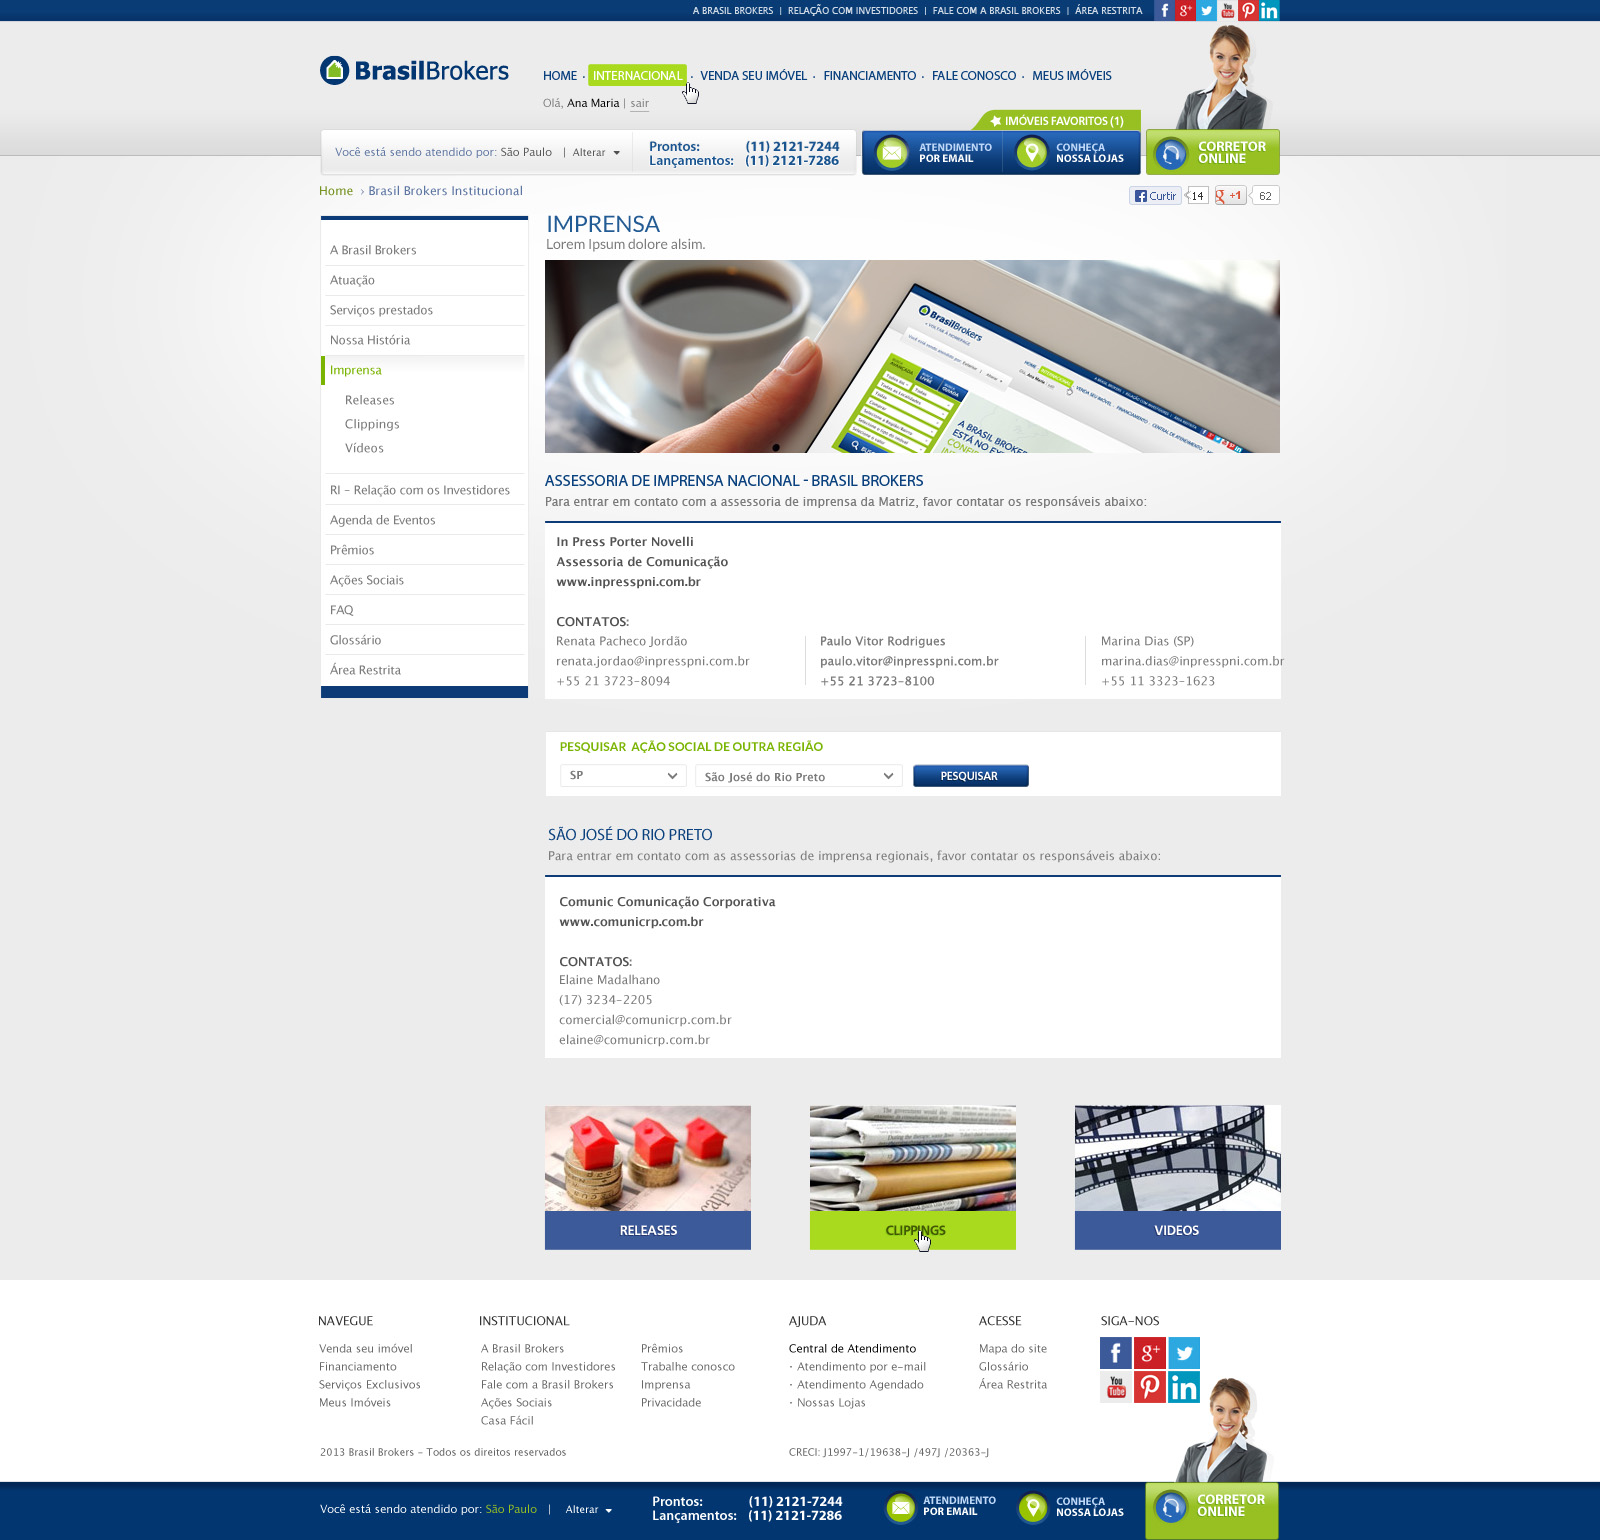 A BRASIL BROKERS | RELAÇÃO COM INVESTIDORES | FALE COM A BRASIL BROKERS | ÁREA RESTRITA
BrasilBrokers
HOME · INTERNACIONAL · VENDA SEU IMÓVEL · FINANCIAMENTO · FALE CONOSCO · MEUS IMÓVEIS
Olá, Ana Maria | sair
IMÓVEIS FAVORITOS (1)
Você está sendo atendido por: São Paulo | Alterar
Prontos: (11) 2121-7244
Lançamentos: (11) 2121-7286
ATENDIMENTO
POR EMAIL
CONHEÇA
NOSSA LOJAS
CORRETOR
ONLINE
Home › Brasil Brokers Institucional
Curtir 14
g +1 62
A Brasil Brokers
Atuação
Serviços prestados
Nossa História
Imprensa
Releases
Clippings
Vídeos
RI - Relação com os Investidores
Agenda de Eventos
Prêmios
Ações Sociais
FAQ
Glossário
Área Restrita
IMPRENSA
Lorem Ipsum dolore alsim.
BrasilBrokers
A BRASIL BROKE
ESTÁ NO EX
ASSESSORIA DE IMPRENSA NACIONAL - BRASIL BROKERS
Para entrar em contato com a assessoria de imprensa da Matriz, favor contatar os responsáveis abaixo:
In Press Porter Novelli
Assessoria de Comunicação
www.inpresspni.com.br
CONTATOS:
Renata Pacheco Jordão
renata.jordao@inpresspni.com.br
+55 21 3723-8094
Paulo Vitor Rodrigues
paulo.vitor@inpresspni.com.br
+55 21 3723-8100
Marina Dias (SP)
marina.dias@inpresspni.com.br
+55 11 3323-1623
PESQUISAR AÇÃO SOCIAL DE OUTRA REGIÃO
SP
São José do Rio Preto
PESQUISAR
SÃO JOSÉ DO RIO PRETO
Para entrar em contato com as assessorias de imprensa regionais, favor contatar os responsáveis abaixo:
Comunic Comunicação Corporativa
www.comunicrp.com.br
CONTATOS:
Elaine Madalhano
(17) 3234-2205
comercial@comunicrp.com.br
elaine@comunicrp.com.br
RELEASES
CLIPPINGS
VIDEOS
NAVEGUE
Venda seu imóvel
Financiamento
Serviços Exclusivos
Meus Imóveis
INSTITUCIONAL
A Brasil Brokers
Relação com Investidores
Fale com a Brasil Brokers
Ações Sociais
Casa Fácil
Prêmios
Trabalhe conosco
Imprensa
Privacidade
AJUDA
Central de Atendimento
· Atendimento por e-mail
· Atendimento Agendado
· Nossas Lojas
ACESSE
Mapa do site
Glossário
Área Restrita
SIGA-NOS
f g+
You Tube in
2013 Brasil Brokers - Todos os direitos reservados
CRECI: J1997-1/19638-J /497J /20363-J
Você está sendo atendido por: São Paulo | Alterar
Prontos: (11) 2121-7244
Lançamentos: (11) 2121-7286
ATENDIMENTO
POR EMAIL
CONHEÇA
NOSSA LOJAS
CORRETOR
ONLINE